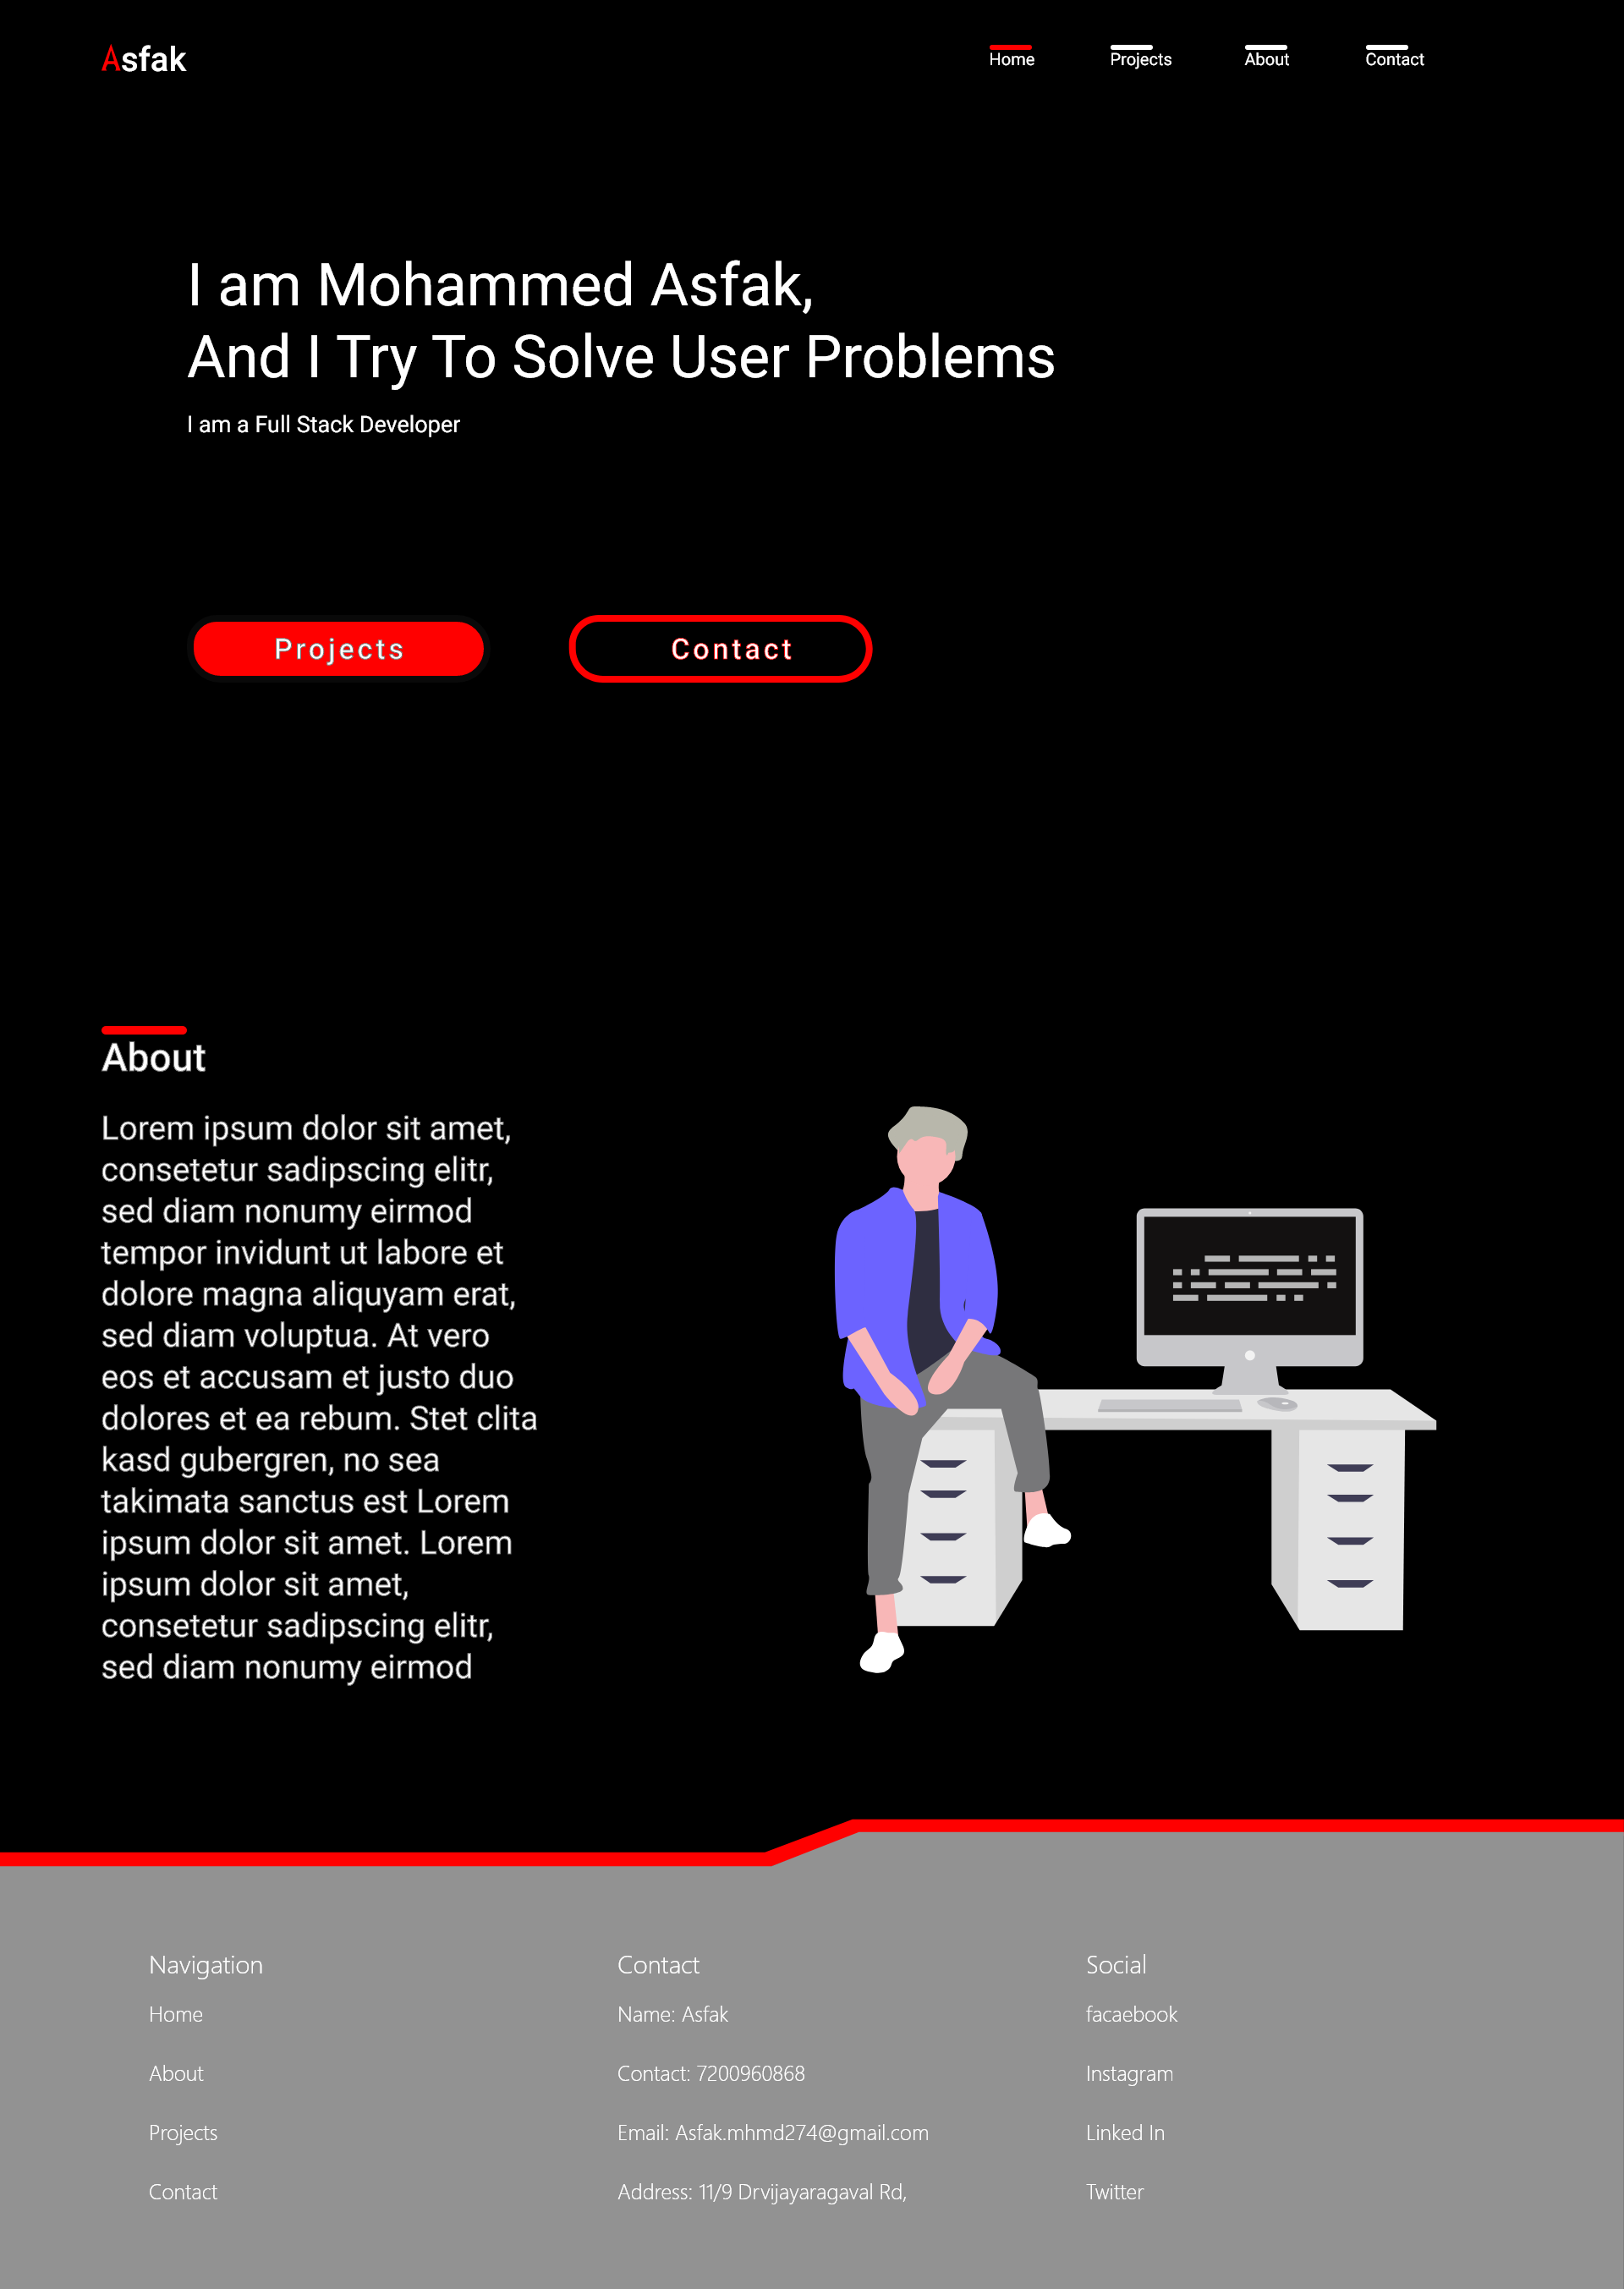 Asfak
Home Projects About Contact
I am Mohammed Asfak,
And I Try To Solve User Problems
I am a Full Stack Developer
Projects
Contact
About
Lorem ipsum dolor sit amet,
consetetur sadipscing elitr,
sed diam nonumy eirmod
tempor invidunt ut labore et
dolore magna aliquyam erat,
sed diam voluptua. At vero
eos et accusam et justo duo
dolores et ea rebum. Stet clita
kasd gubergren, no sea
takimata sanctus est Lorem
ipsum dolor sit amet. Lorem
ipsum dolor sit amet,
consetetur sadipscing elitr,
sed diam nonumy eirmod
Navigation
Home
About
Projects
Contact
Contact
Name: Asfak
Contact: 7200960868
Email: Asfak.mhmd274@gmail.com
Address: 11/9 Drvijayaragaval Rd,
Social
facaebook
Instagram
Linked In
Twitter